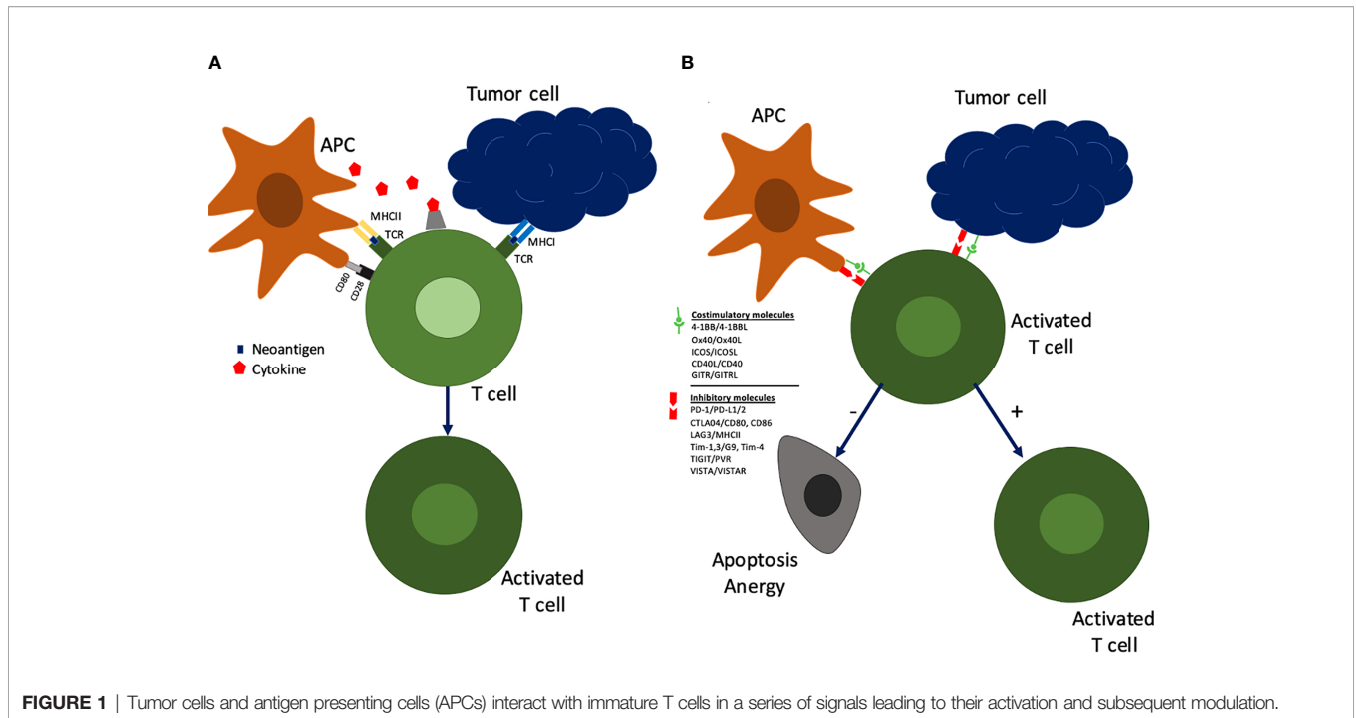 A
Tumor cell
APC
MHCII
TCR
MHCI
TCR
CD80
CD28
Neoantigen
Cytokine
T cell
Activated
T cell
B
Tumor cell
APC
Costimulatory molecules
4-1BB/4-1BBL
Ox40/Ox40L
ICOS/ICOSL
CD40L/CD40
GITR/GITRL
Inhibitory molecules
PD-1/PD-L1/2
CTLA04/CD80, CD86
LAG3/MHCII
Tim-1,3/G9, Tim-4
TIGIT/PVR
VISTA/VISTAR
Activated
T cell
-
+
Apoptosis
Anergy
Activated
T cell
FIGURE 1 | Tumor cells and antigen presenting cells (APCs) interact with immature T cells in a series of signals leading to their activation and subsequent modulation.